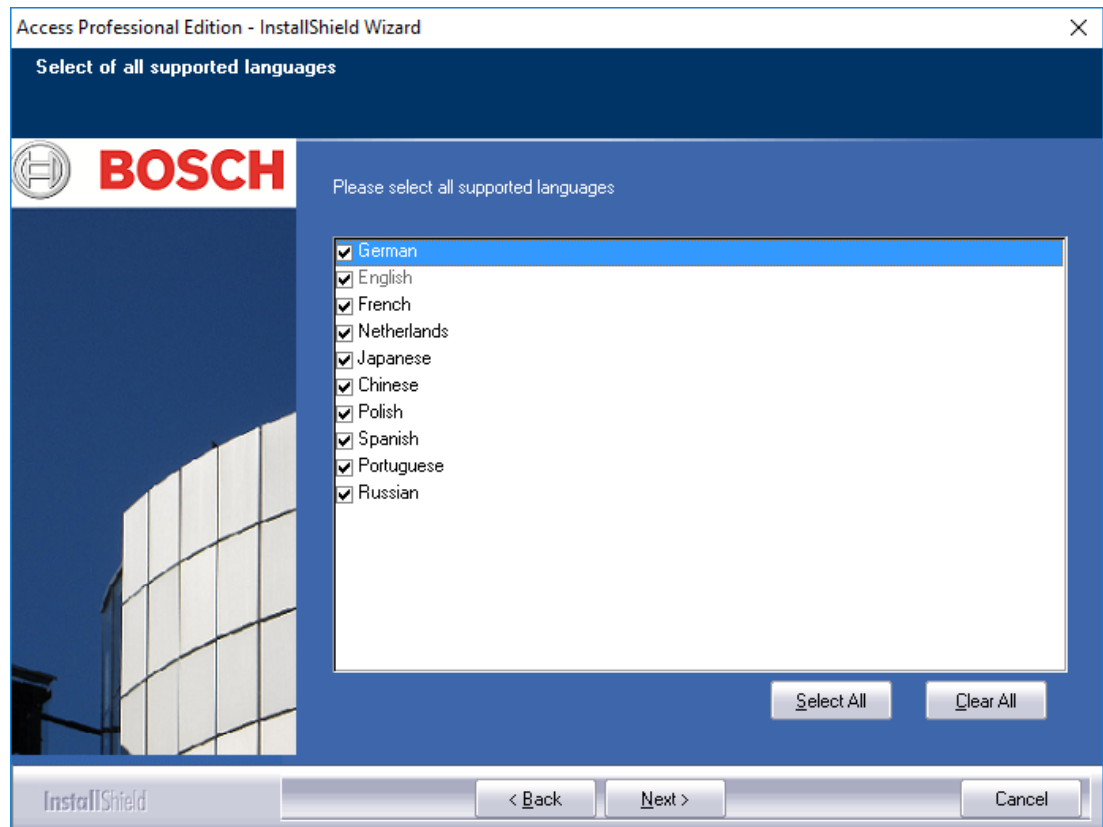 Access Professional Edition - InstallShield Wizard
Select of all supported languages
BOSCH
Please select all supported languages
German
English
French
Netherlands
Japanese
Chinese
Polish
Spanish
Portuguese
Russian
Select All Clear All
InstallShield < Back Next > Cancel